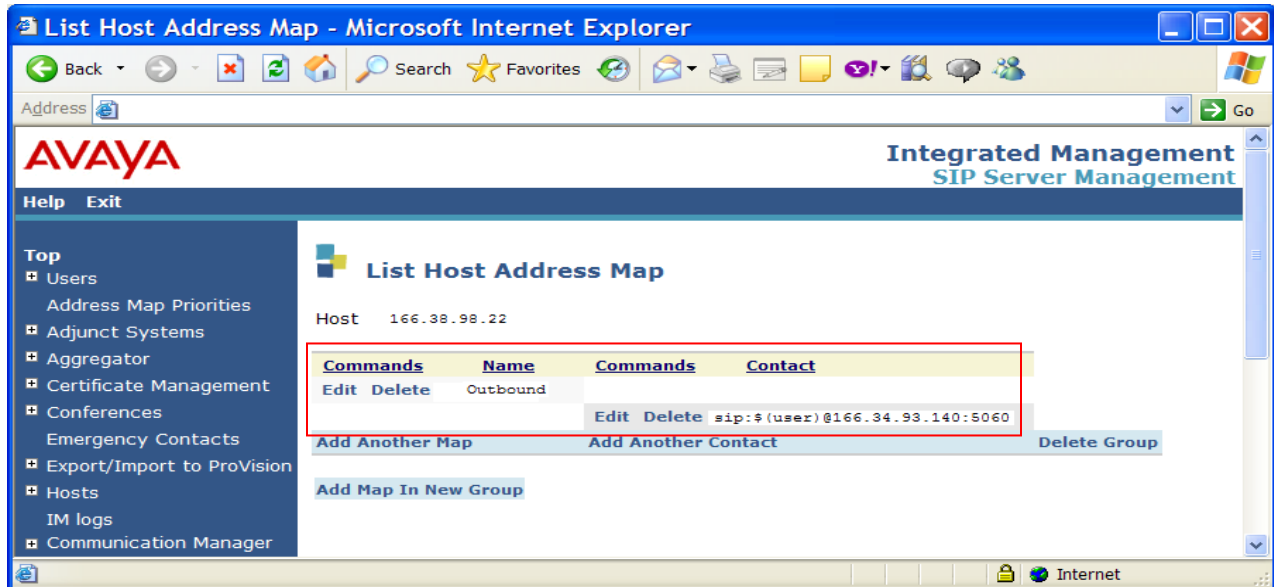 List Host Address Map - Microsoft Internet Explorer
Back Search Favorites
Address Go
AVAYA
Integrated Management
SIP Server Management
Help Exit
Top
Users
Address Map Priorities
Adjunct Systems
Aggregator
Certificate Management
Conferences
Emergency Contacts
Export/Import to ProVision
Hosts
IM logs
Communication Manager
List Host Address Map
Host 166.38.98.22
Commands Name Commands Contact
Edit Delete Outbound
Edit Delete sip:$(user)@166.34.93.140:5060
Add Another Map Add Another Contact Delete Group
Add Map In New Group
Internet